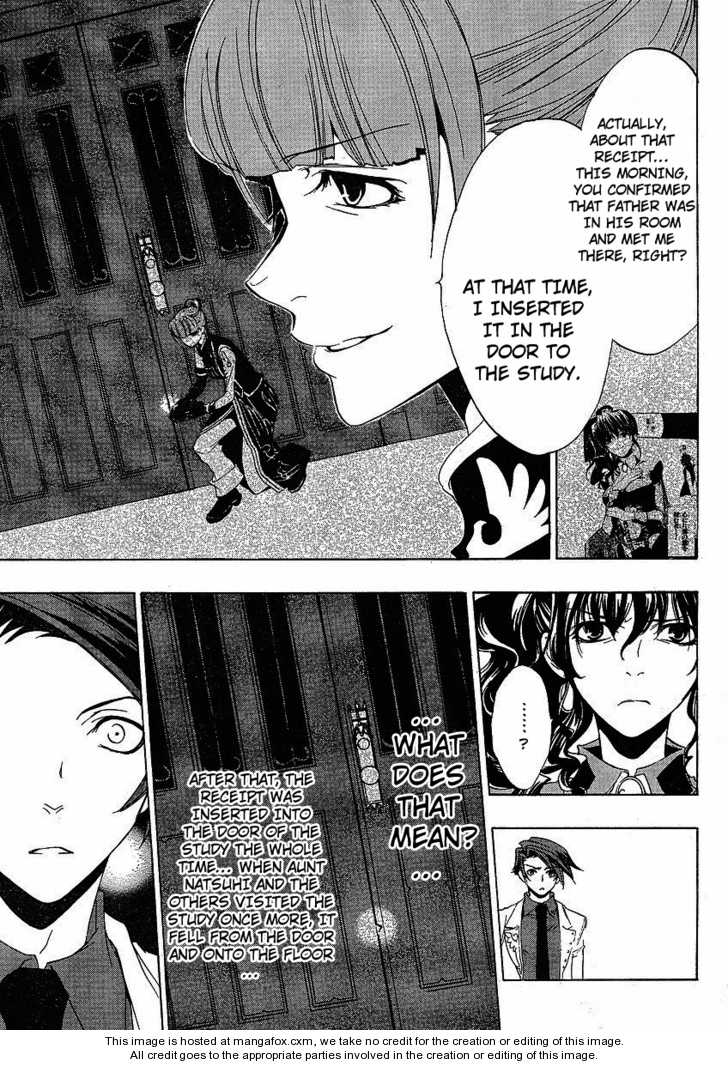 ACTUALLY,
ABOUT THAT
RECEIPT...
THIS MORNING,
YOU CONFIRMED
THAT FATHER WAS
IN HIS ROOM
AND MET ME
THERE, RIGHT?
AT THAT TIME,
I INSERTED
IT IN THE
DOOR TO
THE STUDY.
......
?
...
WHAT
DOES
THAT
MEAN?
...
AFTER THAT, THE
RECEIPT WAS
INSERTED INTO
THE DOOR OF THE
STUDY THE WHOLE
TIME... WHEN AUNT
NATSUHI AND THE
OTHERS VISITED THE
STUDY ONCE MORE, IT
FELL FROM THE DOOR
AND ONTO THE FLOOR
...
This image is hosted at mangafox.com, we take no credit for the creation or editing of this image.
All credit goes to the appropriate parties involved in the creation or editing of this image.